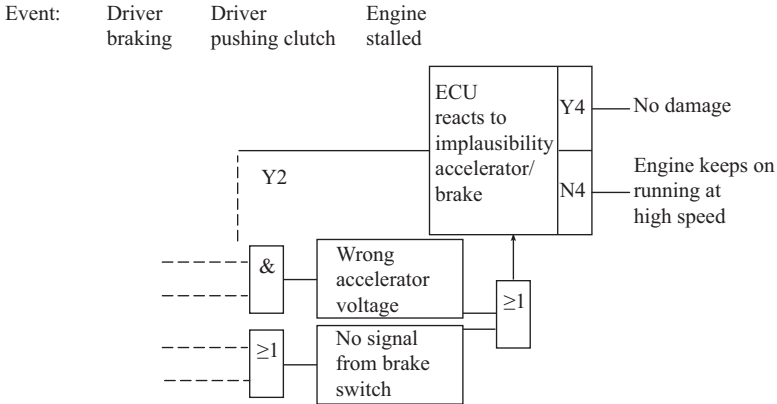 Event:
Driver
braking
Driver
pushing clutch
Engine
stalled
ECU
reacts to
implausibility
accelerator/
brake
Y4
No damage
N4
Engine keeps on
running at
high speed
Y2
&
Wrong
accelerator
voltage
≥1
≥1
No signal
from brake
switch